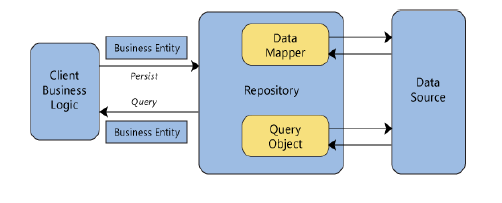 Client
Business
Logic
Business Entity
Persist
Query
Business Entity
Data
Mapper
Repository
Query
Object
Data
Source